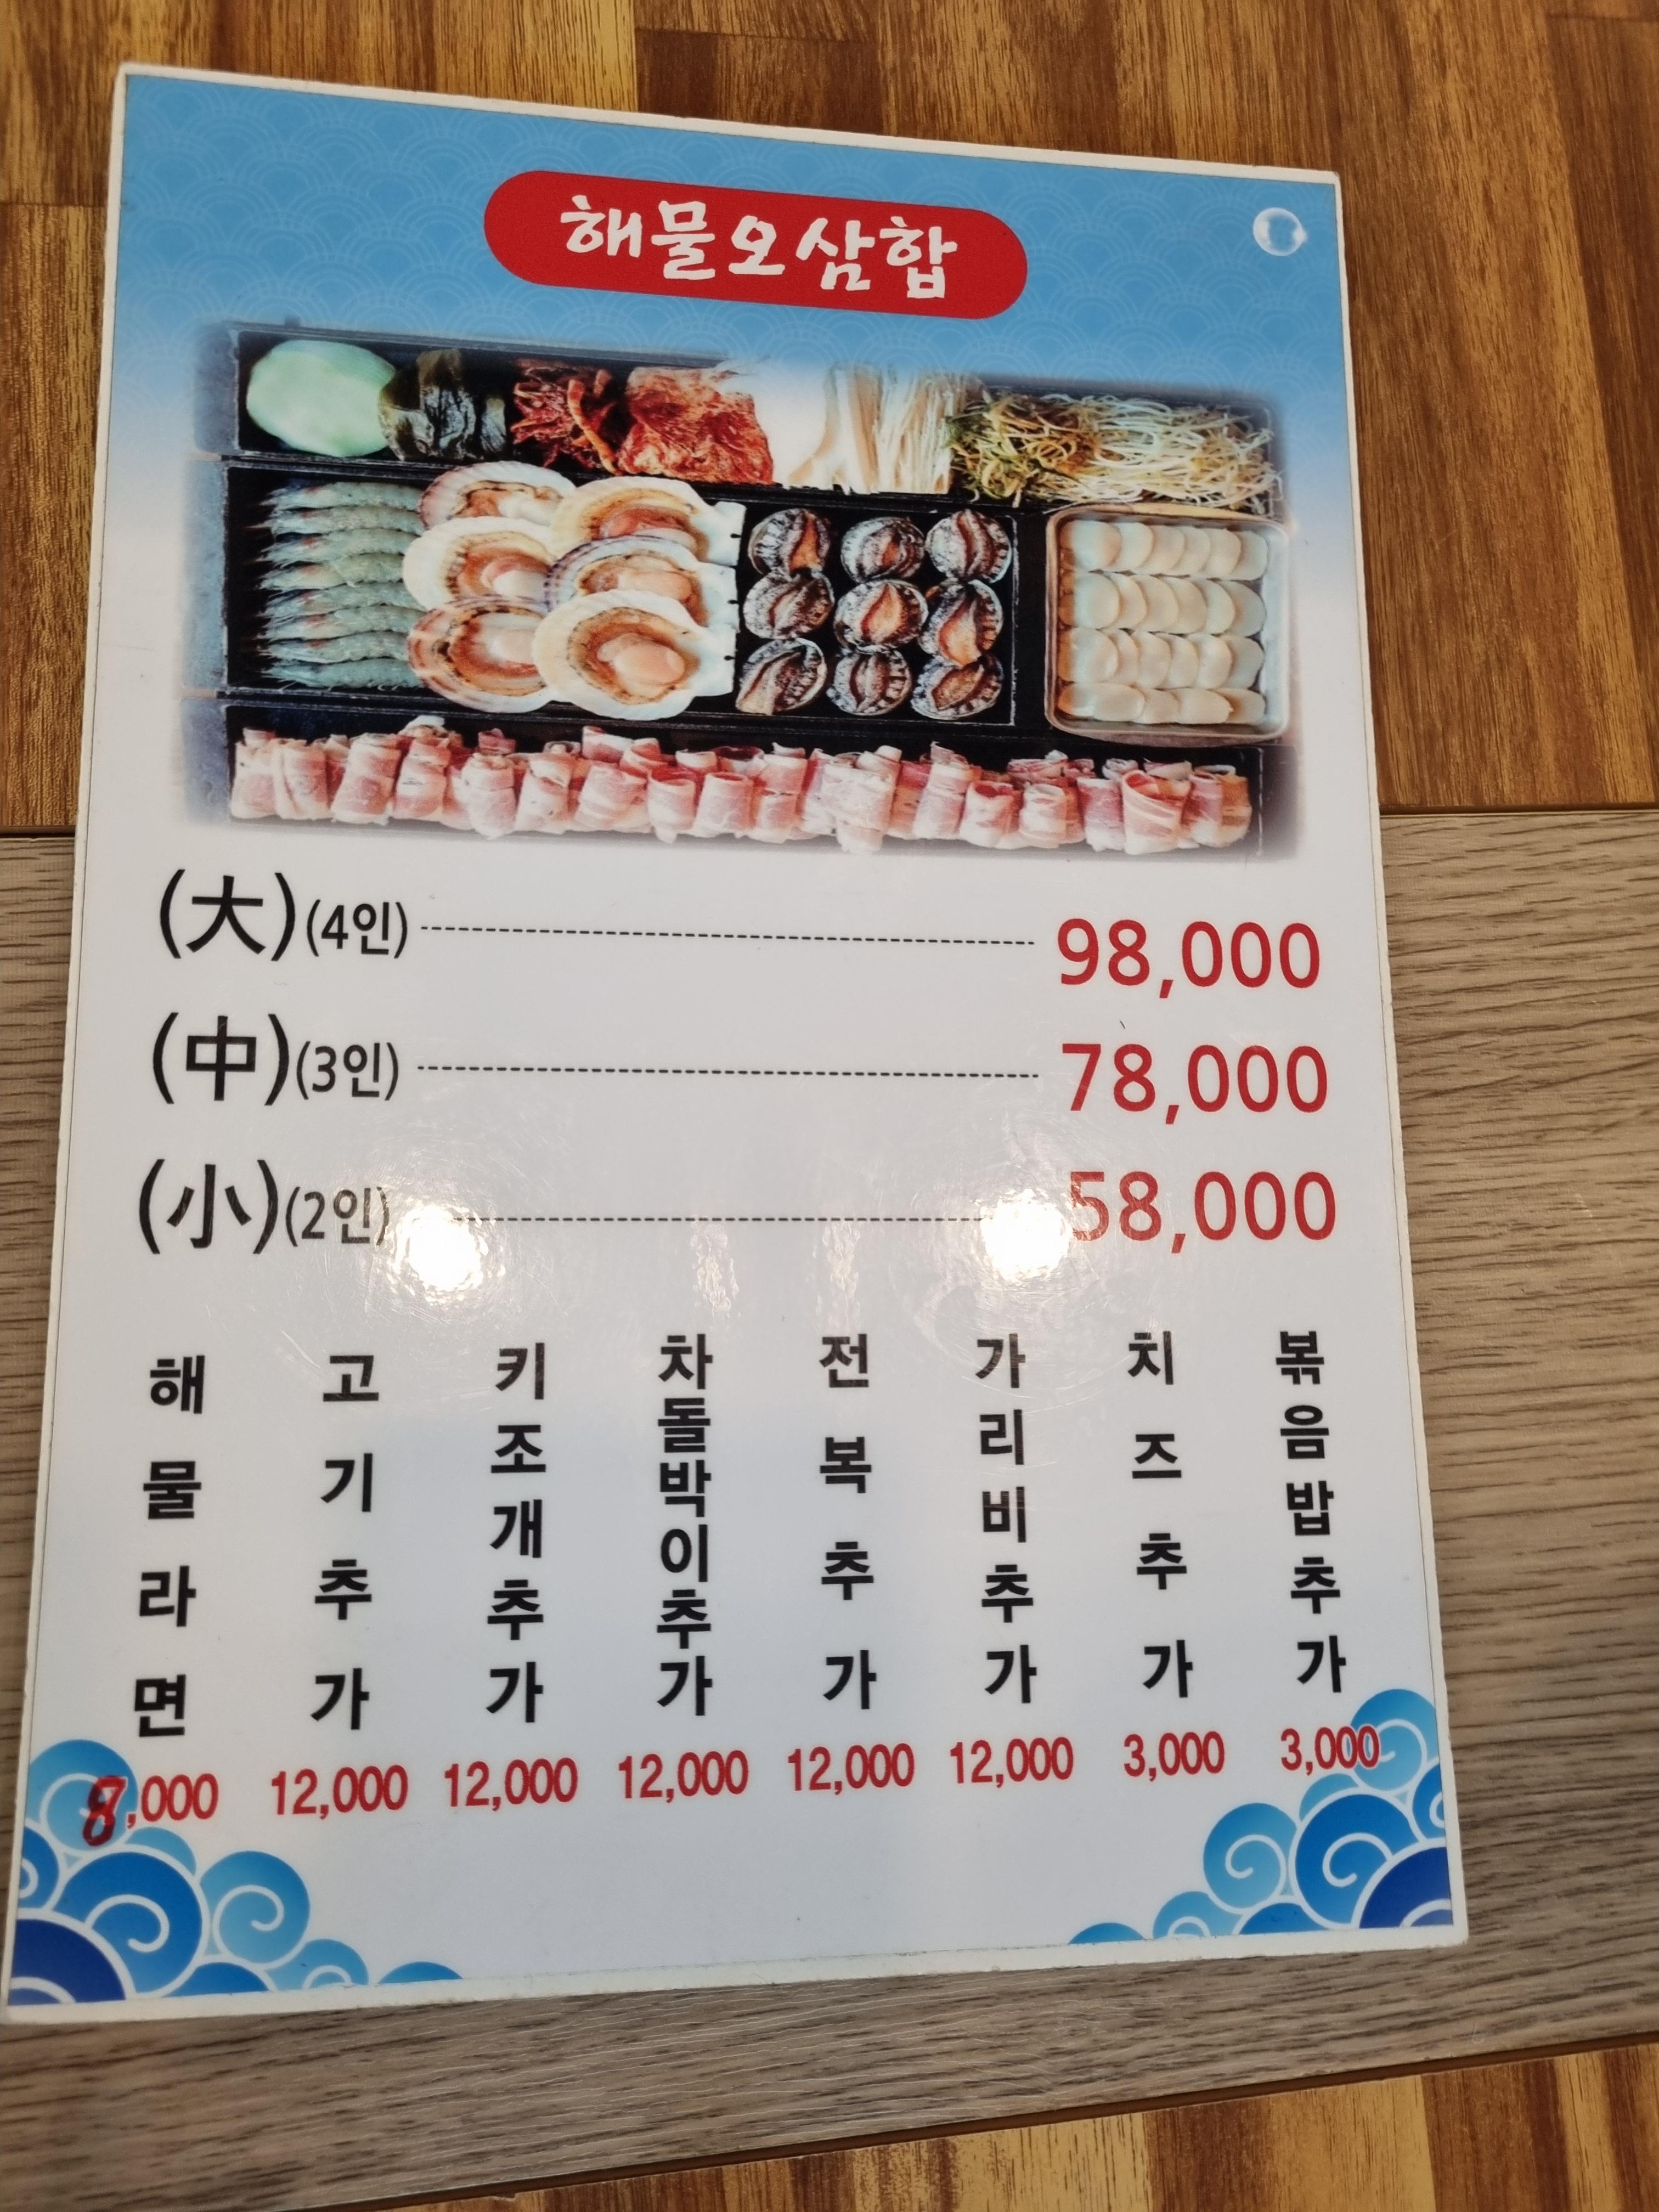 해물오삼합
(大)(4인) 98,000
(中)(3인) 78,000
(小)(2인) 58,000
해물라면 8,000
고기추가 12,000
키조개추가 12,000
차돌박이추가 12,000
전복추가 12,000
가리비추가 12,000
치즈추가 3,000
볶음밥추가 3,000